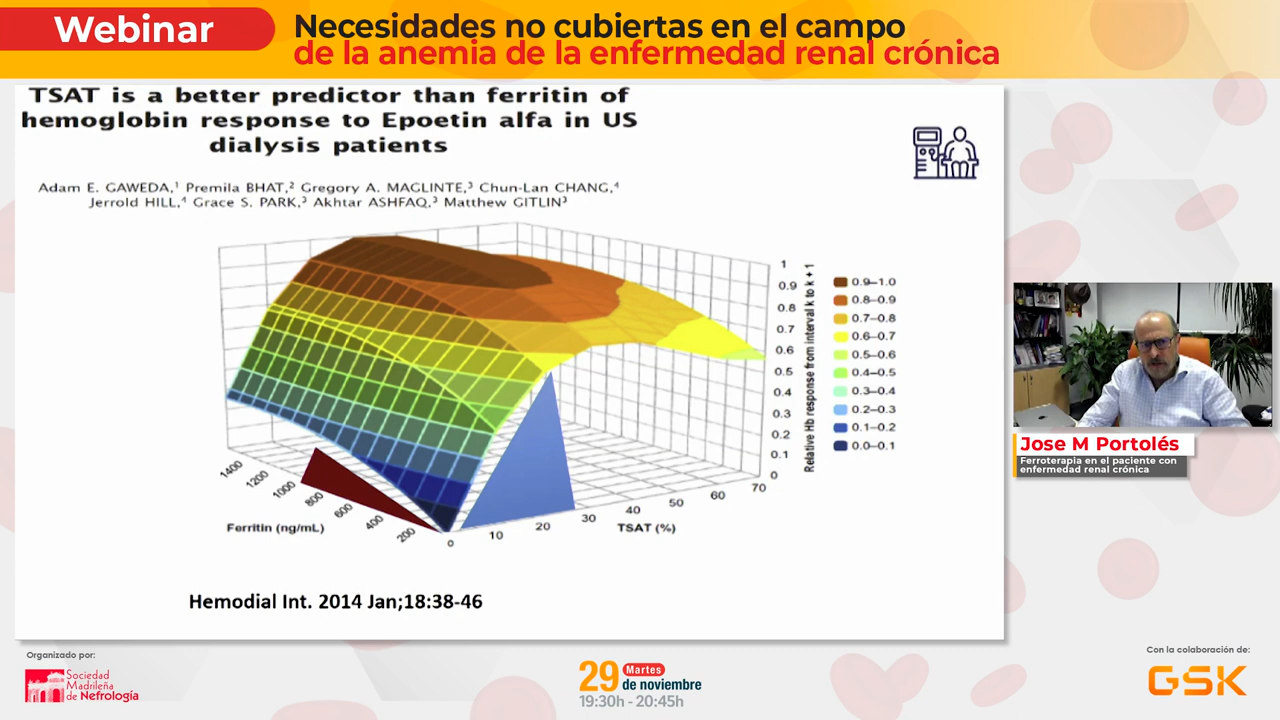 Webinar
Necesidades no cubiertas en el campo
de la anemia de la enfermedad renal crónica
TSAT is a better predictor than ferritin of
hemoglobin response to Epoetin alfa in US
dialysis patients
Adam E. GAWEDA,¹ Premila BHAT,² Gregory A. MAGLINTE,³ Chun-Lan CHANG,⁴
Jerrold HILL,⁴ Grace S. PARK,³ Akhtar ASHFAQ,³ Matthew GITLIN³
1
0.9
0.8
0.7
0.6
0.5
0.4
0.3
0.2
0.1
0
Relative Hb response from interval k to k + 1
0.9–1.0
0.8–0.9
0.7–0.8
0.6–0.7
0.5–0.6
0.4–0.5
0.3–0.4
0.2–0.3
0.1–0.2
0.0–0.1
1400
1200
1000
800
600
400
200
0
Ferritin (ng/mL)
10
20
30
40
50
60
70
TSAT (%)
Hemodial Int. 2014 Jan;18:38-46
Jose M Portolés
Ferroterapia en el paciente con
enfermedad renal crónica
Organizado por:
Sociedad
Madrileña
de Nefrología
29 Martes
de noviembre
19:30h - 20:45h
Con la colaboración de:
GSK